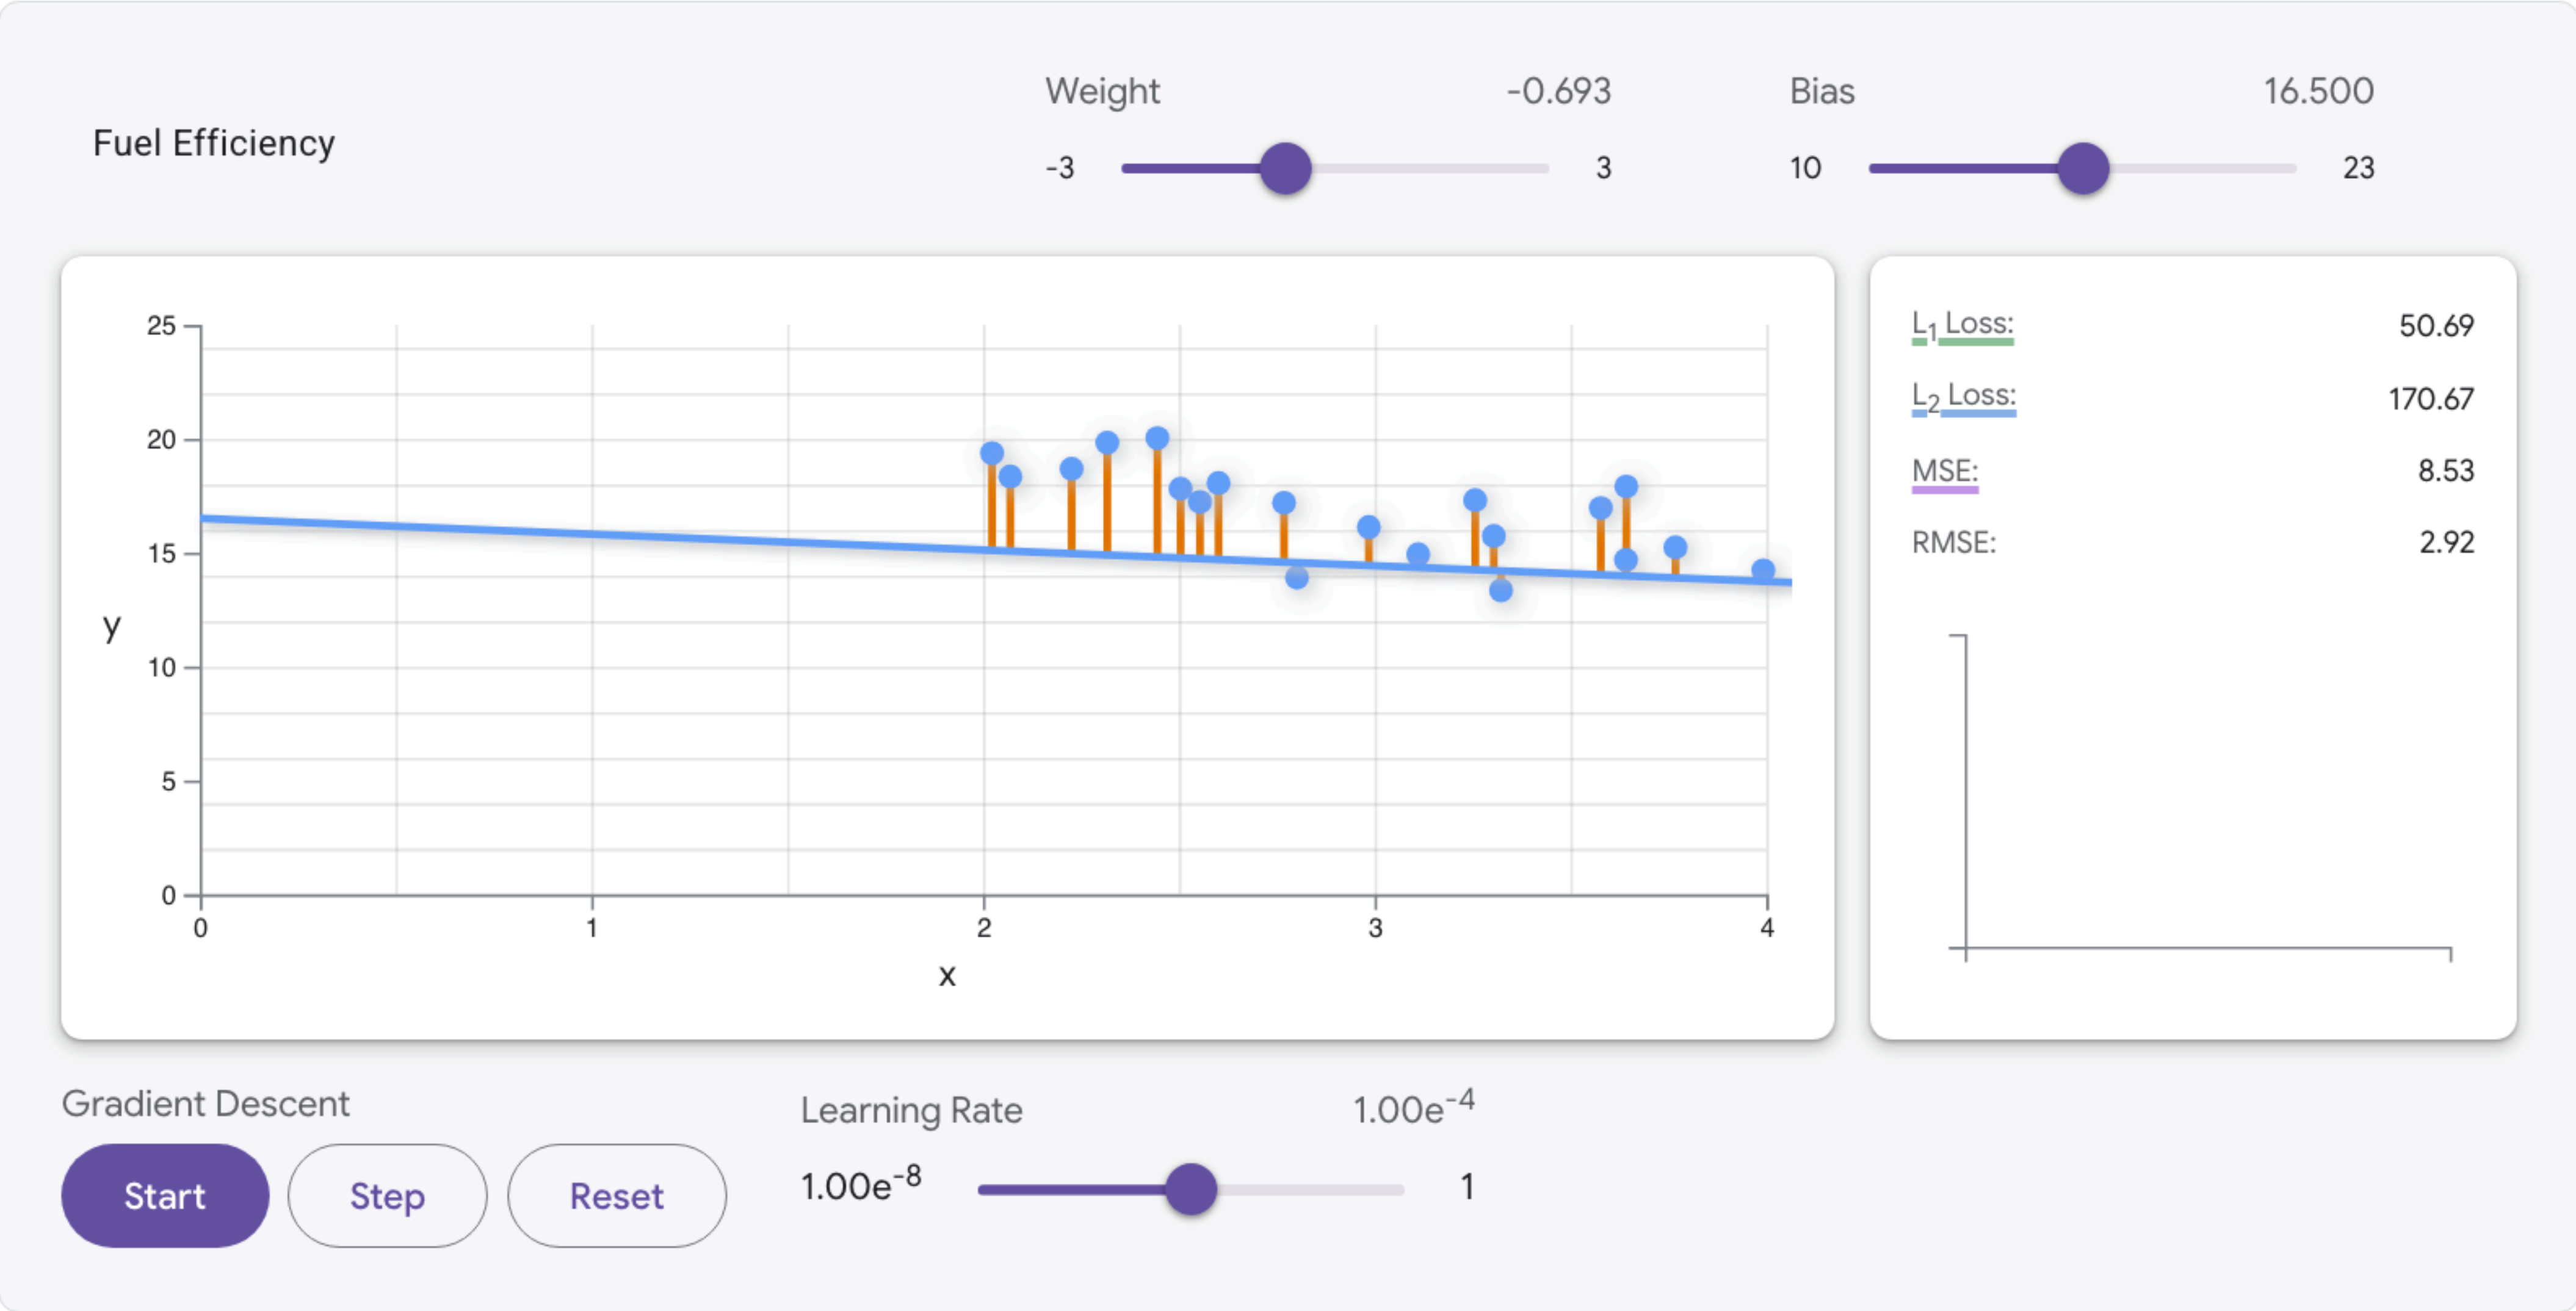 Fuel Efficiency
Weight -0.693
-3 3
Bias 16.500
10 23
25
20
15
10
5
0
y
0 1 2 3 4
x
L1 Loss: 50.69
L2 Loss: 170.67
MSE: 8.53
RMSE: 2.92
Gradient Descent
Start Step Reset
Learning Rate 1.00e⁻⁴
1.00e⁻⁸ 1